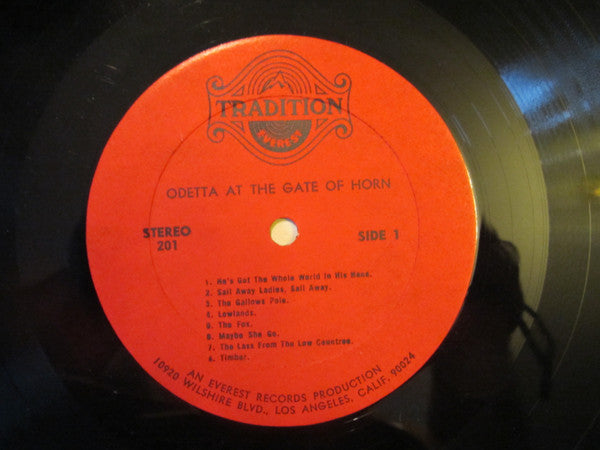 TRADITION
EVEREST
ODETTA AT THE GATE OF HORN
STEREO
201
SIDE 1
1. He's Got The Whole World In His Hans.
2. Sail Away Ladies, Sail Away.
3. The Gallows Pole.
4. Lowlands.
5. The Fox.
6. Maybe She Go.
7. The Lass From The Low Countree.
8. Timber.
AN EVEREST RECORDS PRODUCTION
10920 WILSHIRE BLVD., LOS ANGELES, CALIF. 90024